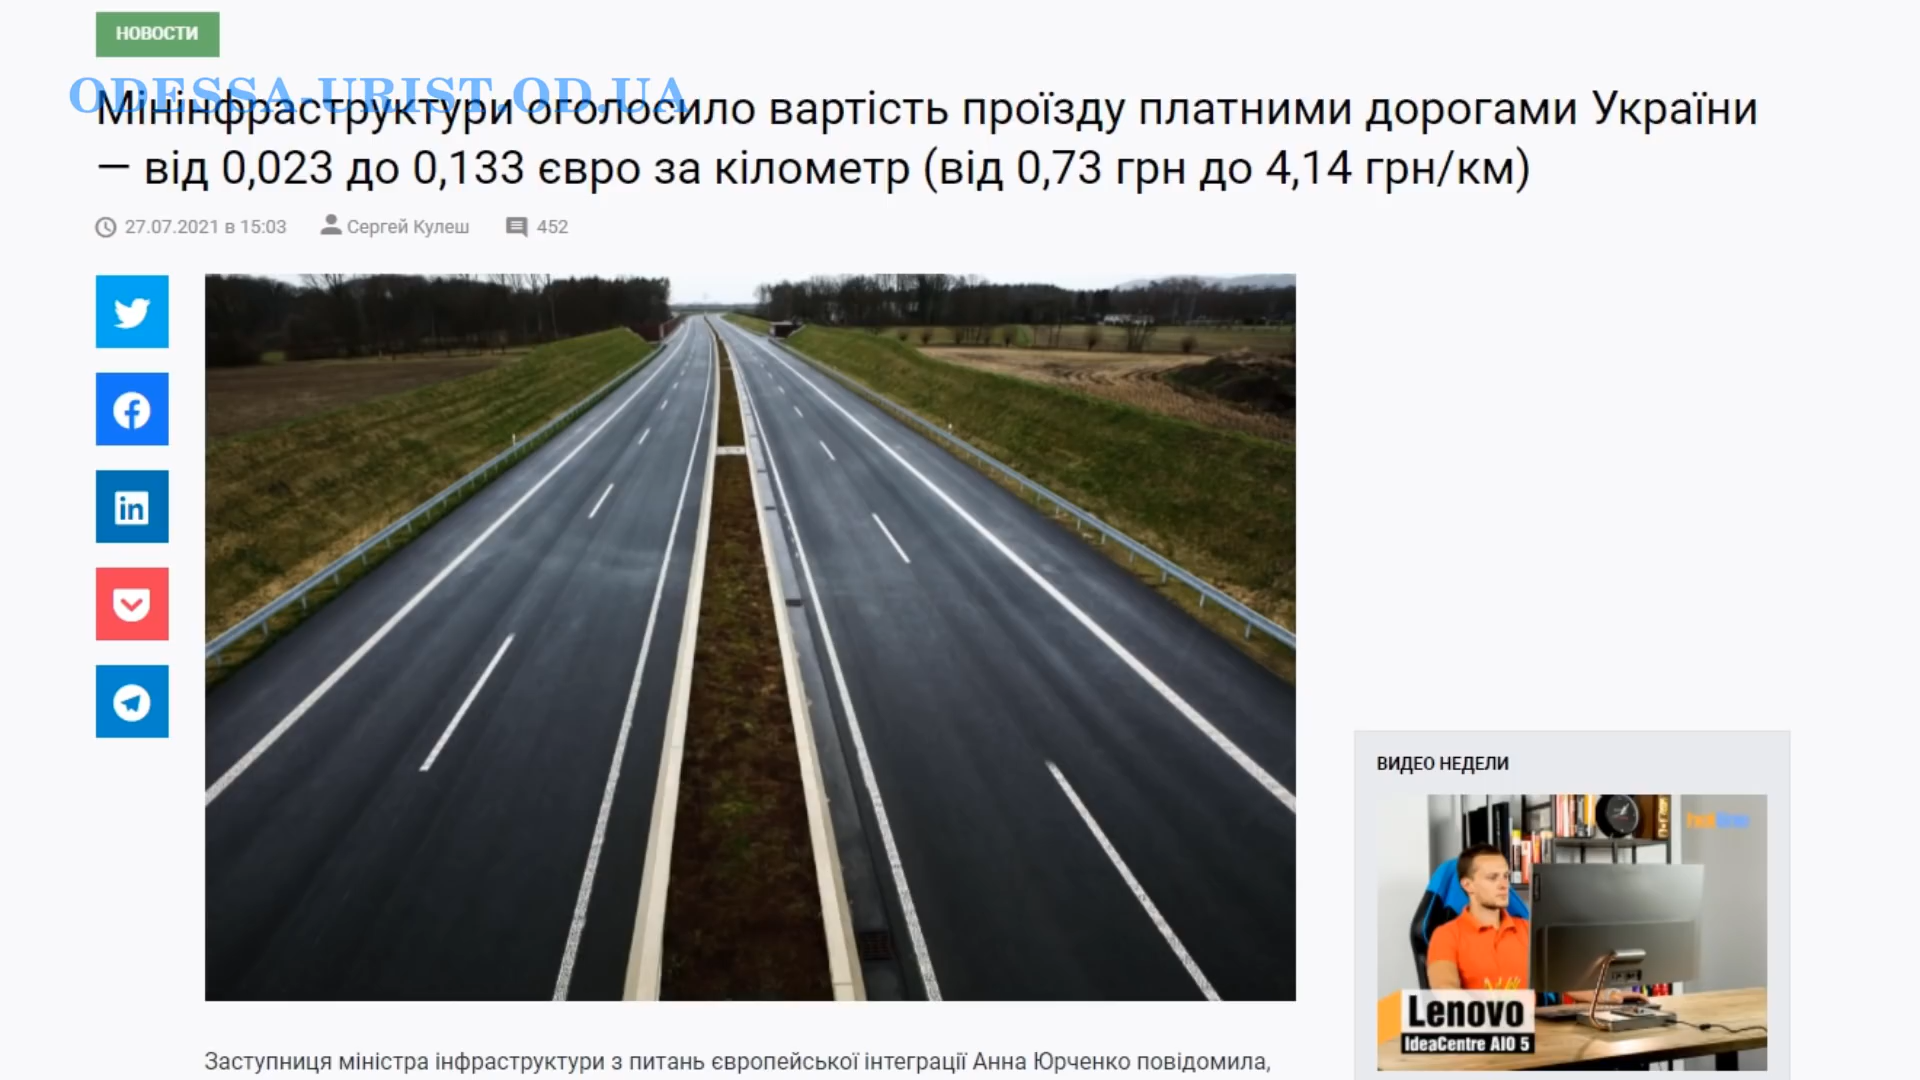 НОВОСТИ
ODESSA-URIST.OD.UA
Мінінфраструктури оголосило вартість проїзду платними дорогами України
— від 0,023 до 0,133 євро за кілометр (від 0,73 грн до 4,14 грн/км)
27.07.2021 в 15:03 Сергей Кулеш 452
ВИДЕО НЕДЕЛИ
Lenovo
IdeaCentre AIO 5
Заступниця міністра інфраструктури з питань європейської інтеграції Анна Юрченко повідомила,